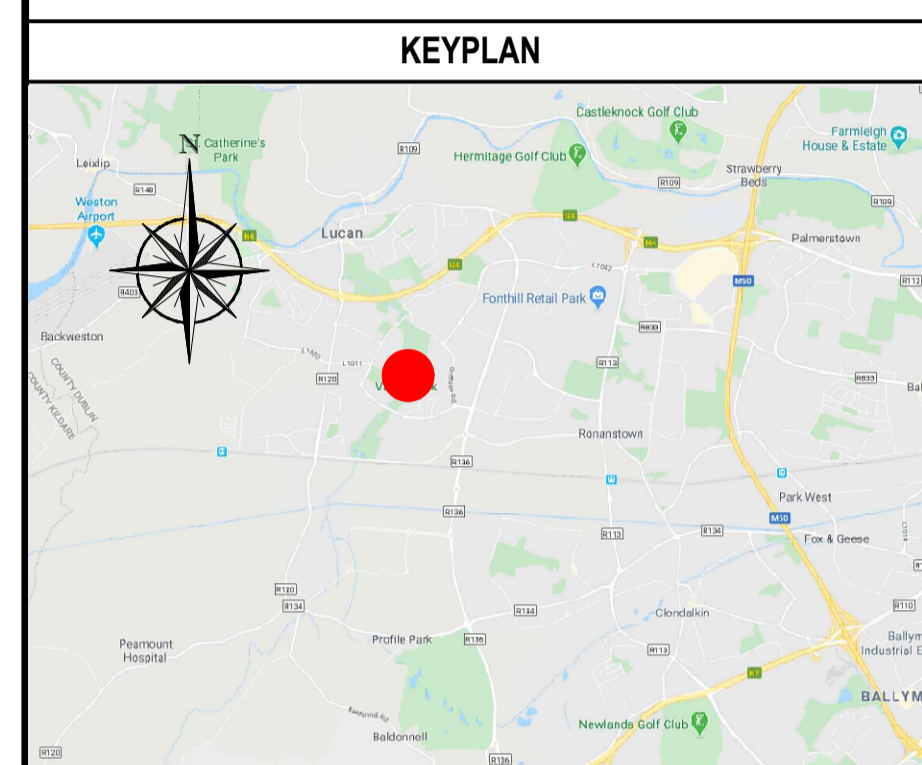 KEYPLAN
Castleknock Golf Club
Farmleigh
House & Estate
N
Catherine's
Park
R109
Hermitage Golf Club
Leixlip
Strawberry
Beds
R109
R148
R109
Weston
Airport
N4
Lucan
N4
N4
Palmerstown
N4
L1042
M50
R112
R403
Fonthill Retail Park
R833
Backweston
L1011
R113
R120
R833
COUNTY DUBLIN
COUNTY KILDARE
Ronanstown
R136
Park West
R136
M50
R113
R134
Fox & Geese
R120
R134
R134
R110
Clondalkin
Peamount
Hospital
Profile Park
R136
R113
Industrial
N7
Newlands Golf Club
Baldonnell
R120
R136